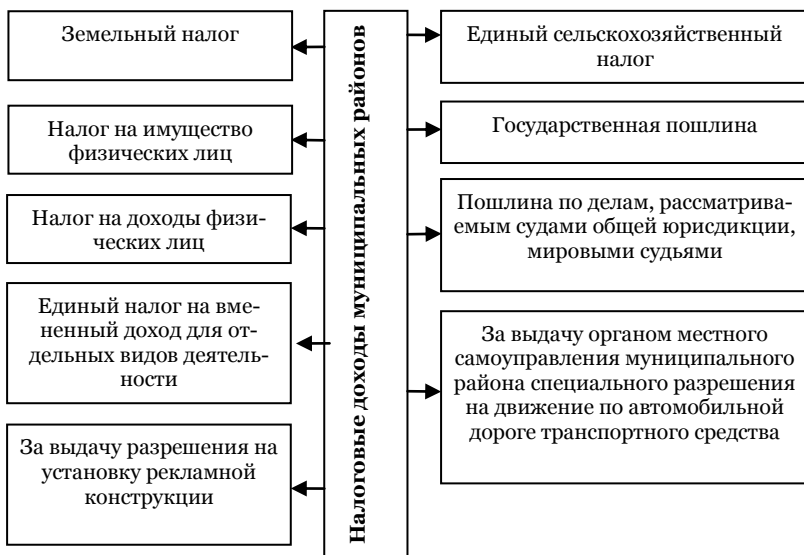 Земельный налог
Налог на имущество
физических лиц
Налог на доходы физи-
ческих лиц
Единый налог на вме-
ненный доход для от-
дельных видов деятель-
ности
За выдачу разрешения на
установку рекламной
конструкции
Налоговые доходы муниципальных районов
Единый сельскохозяйственный
налог
Государственная пошлина
Пошлина по делам, рассматрива-
емым судами общей юрисдикции,
мировыми судьями
За выдачу органом местного
самоуправления муниципального
района специального разрешения
на движение по автомобильной
дороге транспортного средства